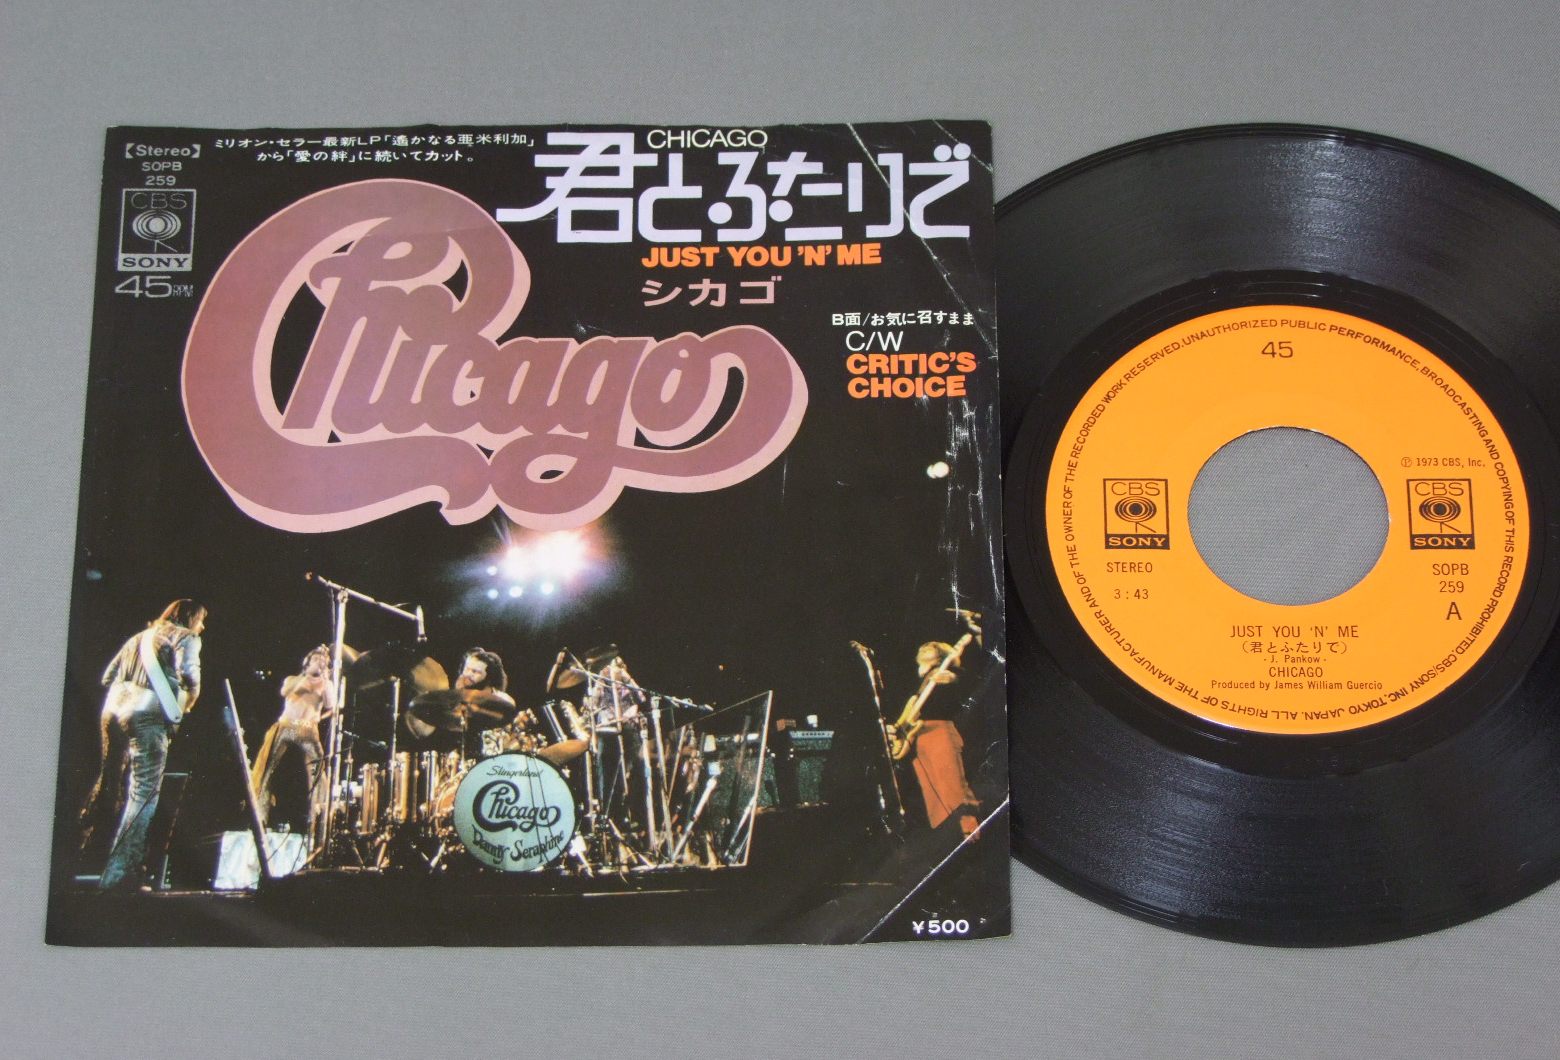 【Stereo】
SOPB
259
CBS
SONY
45RPM
ミリオン・セラー最新LP「遙かなる亜米利加」
から「愛の絆」に続いてカット。
CHICAGO
君とふたりで
JUST YOU 'N' ME
シカゴ
B面/お気に召すまま
C/W
CRITIC'S
CHOICE
Chicago
Slingerland
Chicago
Danny Seraphine
¥500
45
UNAUTHORIZED PUBLIC PERFORMANCE, BROADCASTING AND COPYING OF THIS RECORD PROHIBITED. CBS/SONY INC. TOKYO JAPAN. ALL RIGHTS OF THE MANUFACTURER AND OF THE OWNER OF THE RECORDED WORK RESERVED.
℗ 1973 CBS, Inc.
CBS
SONY
CBS
SONY
STEREO
3:43
SOPB
259
A
JUST YOU 'N' ME
(君とふたりで)
- J. Pankow -
CHICAGO
Produced by James William Guercio